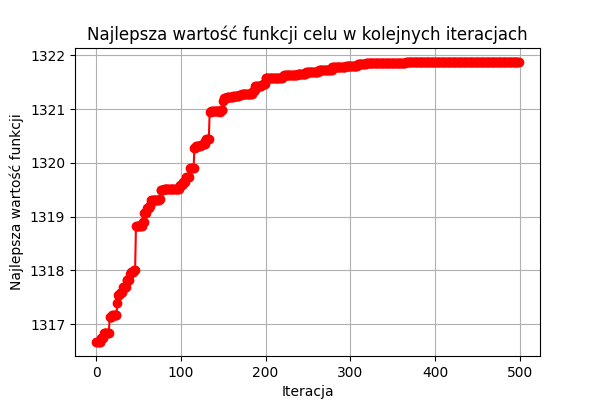 Najlepsza wartość funkcji celu w kolejnych iteracjach
1322
1321
1320
1319
1318
1317
Najlepsza wartość funkcji
0 100 200 300 400 500
Iteracja